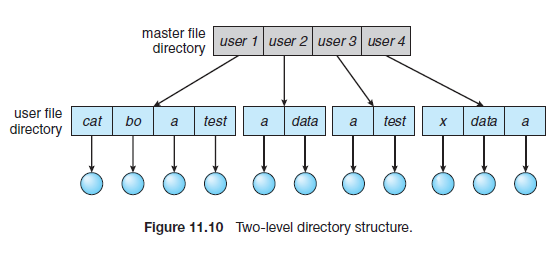 master file directory
user 1 user 2 user 3 user 4
user file directory
cat bo a test a data a test x data a
Figure 11.10 Two-level directory structure.